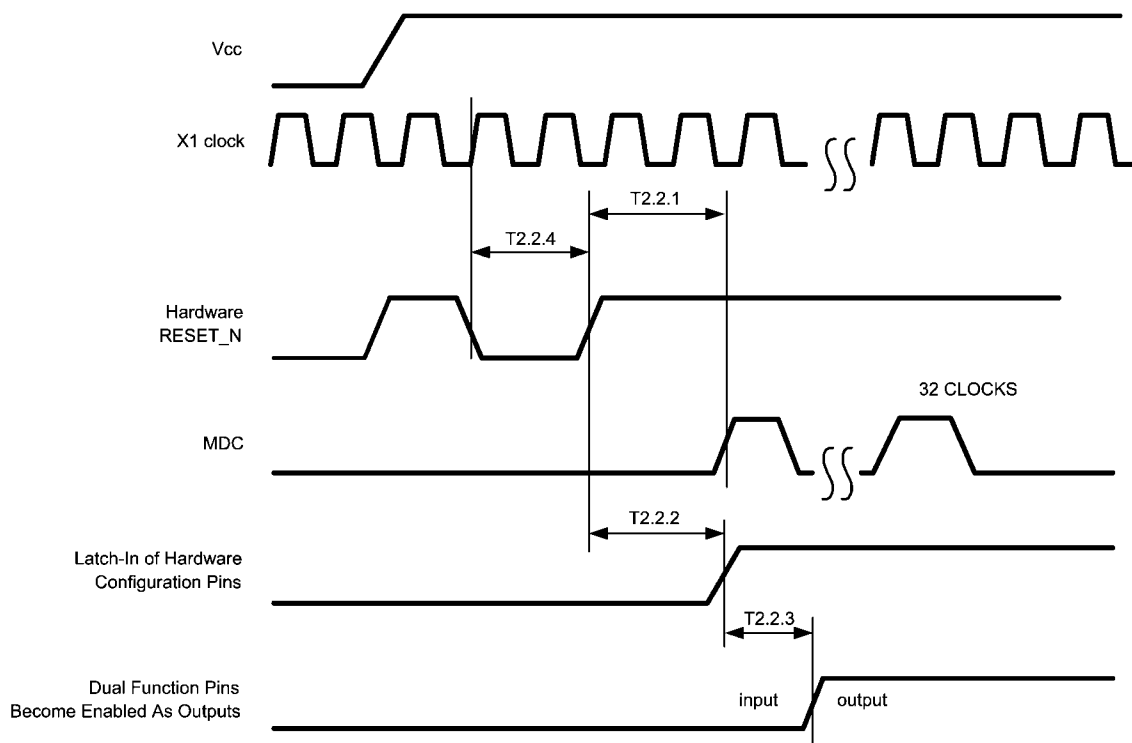 Vcc
X1 clock
T2.2.1
T2.2.4
Hardware
RESET_N
32 CLOCKS
MDC
T2.2.2
Latch-In of Hardware
Configuration Pins
T2.2.3
Dual Function Pins
Become Enabled As Outputs
input
output